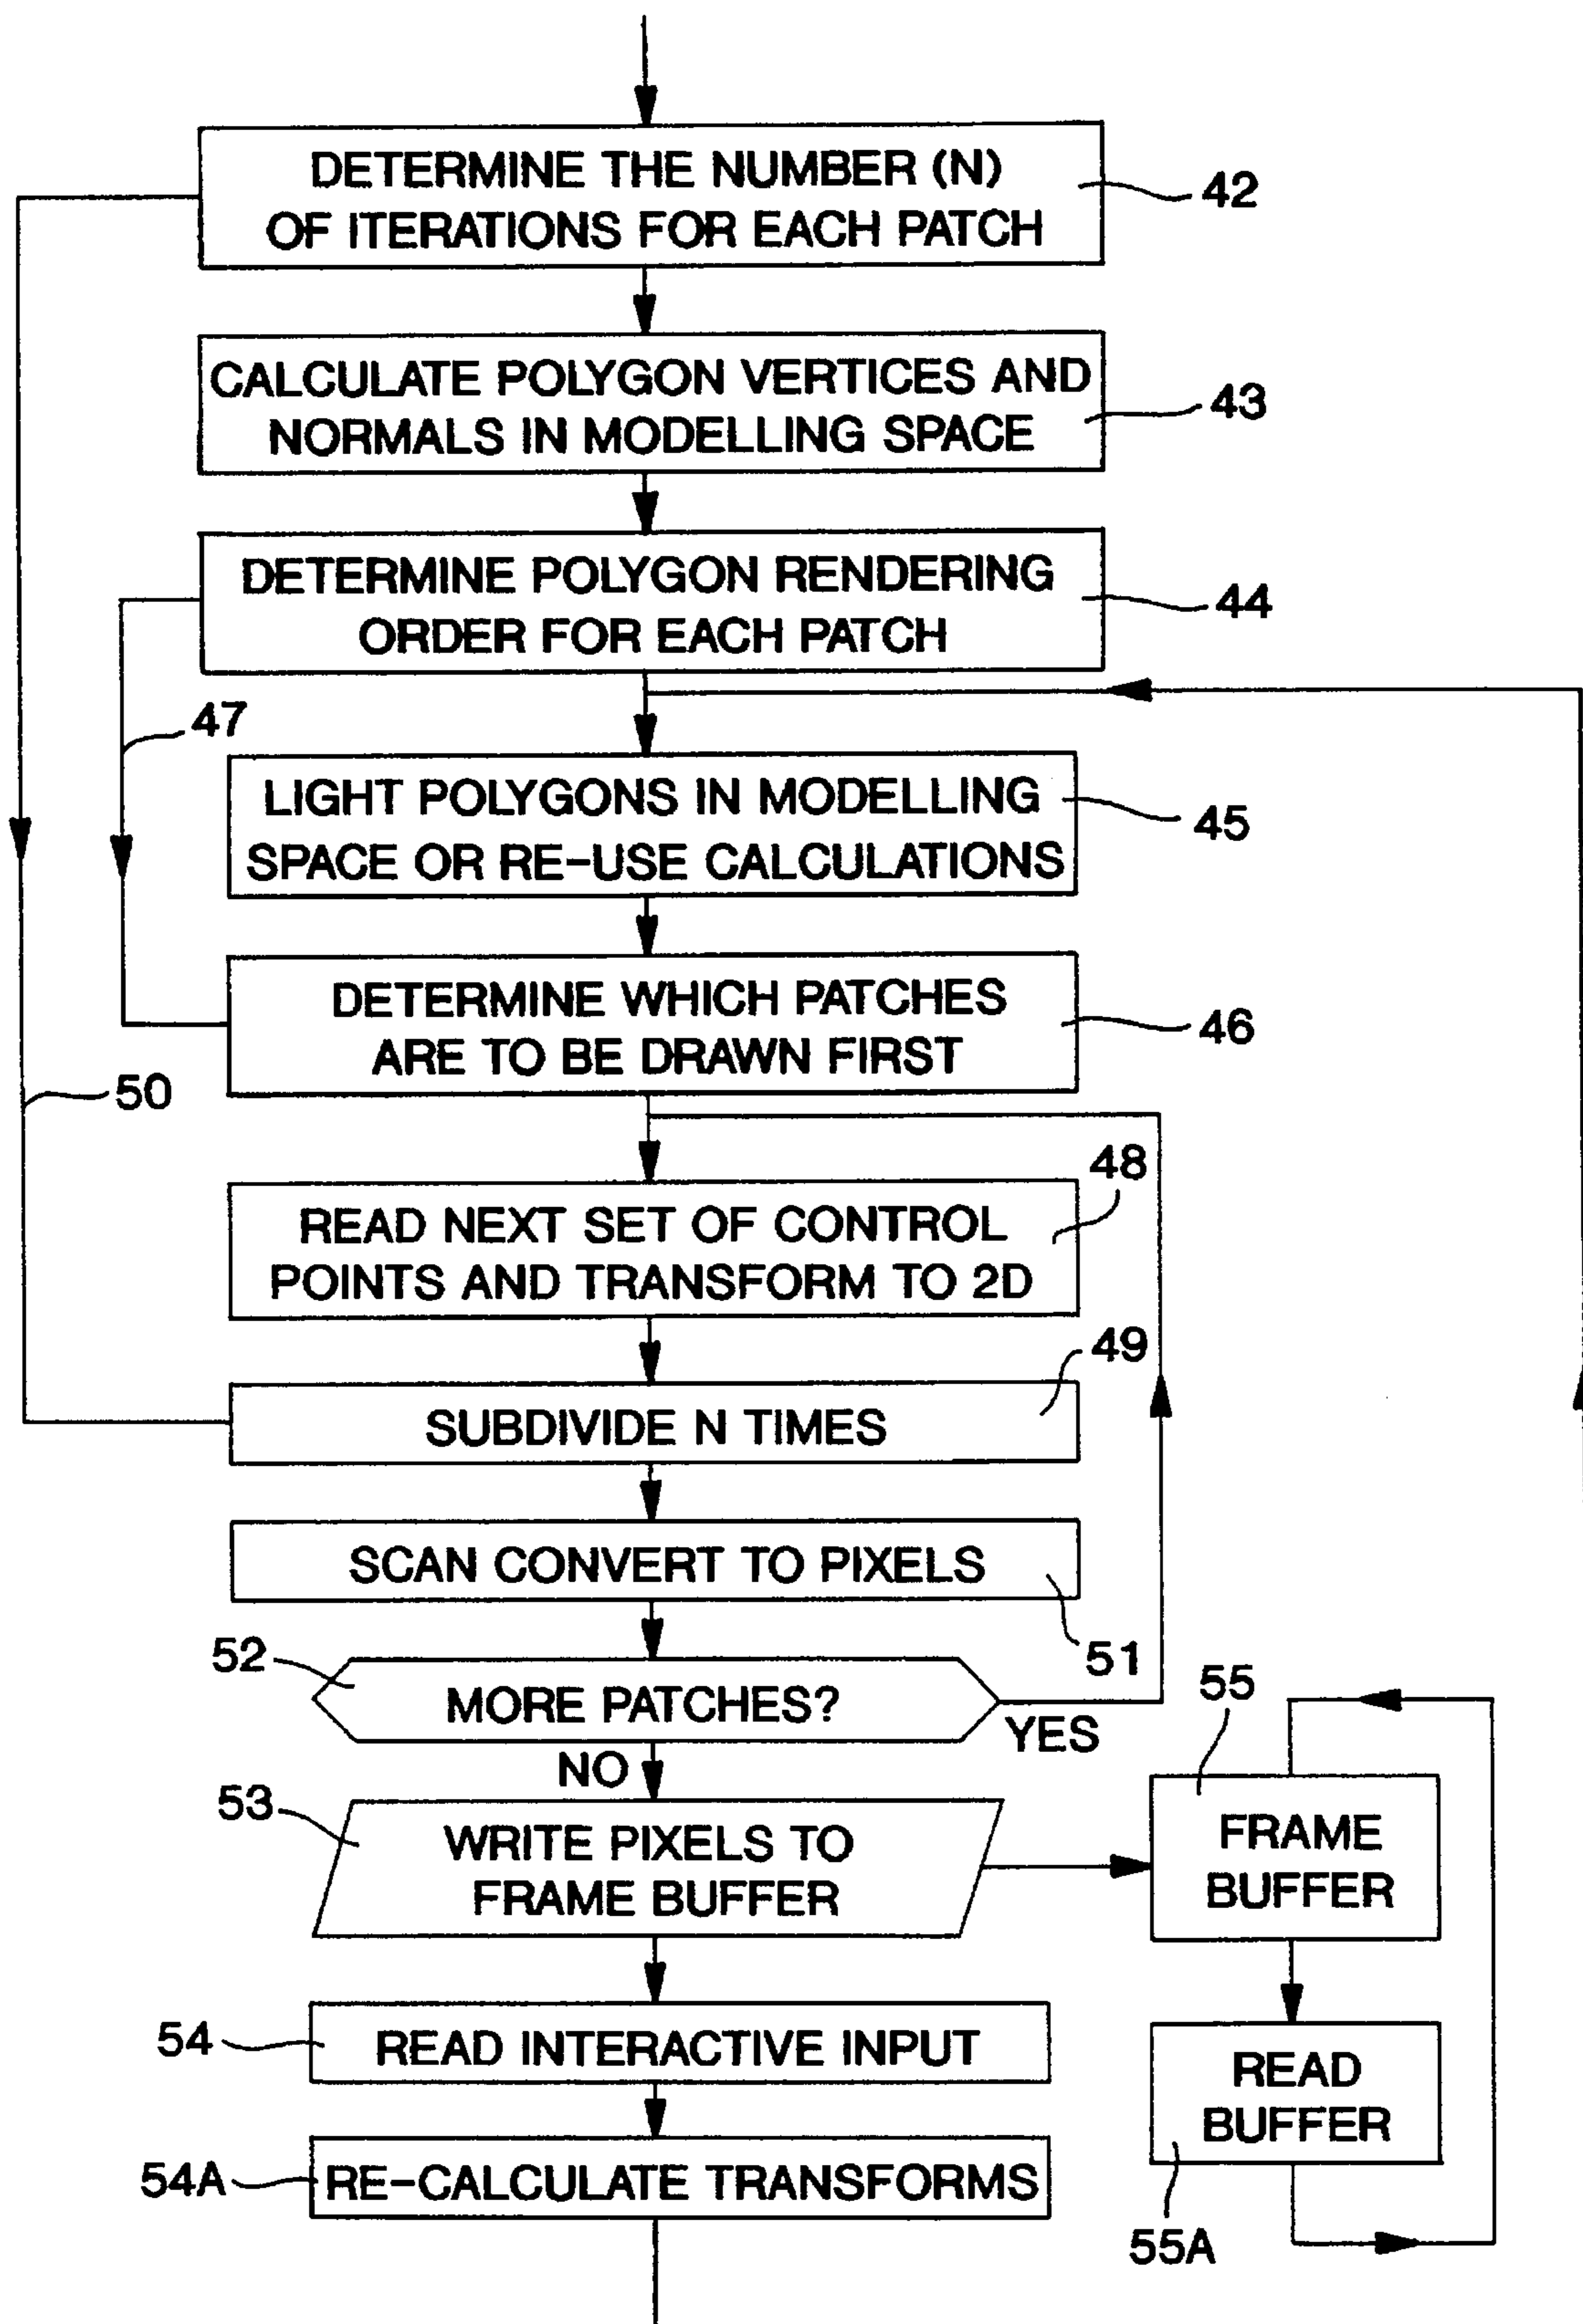 DETERMINE THE NUMBER (N)
OF ITERATIONS FOR EACH PATCH
42
CALCULATE POLYGON VERTICES AND
NORMALS IN MODELLING SPACE
43
DETERMINE POLYGON RENDERING
ORDER FOR EACH PATCH
44
47
LIGHT POLYGONS IN MODELLING
SPACE OR RE-USE CALCULATIONS
45
DETERMINE WHICH PATCHES
ARE TO BE DRAWN FIRST
46
50
48
READ NEXT SET OF CONTROL
POINTS AND TRANSFORM TO 2D
49
SUBDIVIDE N TIMES
SCAN CONVERT TO PIXELS
51
52
MORE PATCHES?
YES
NO
55
53
WRITE PIXELS TO
FRAME BUFFER
FRAME
BUFFER
54
READ INTERACTIVE INPUT
READ
BUFFER
54A
RE-CALCULATE TRANSFORMS
55A